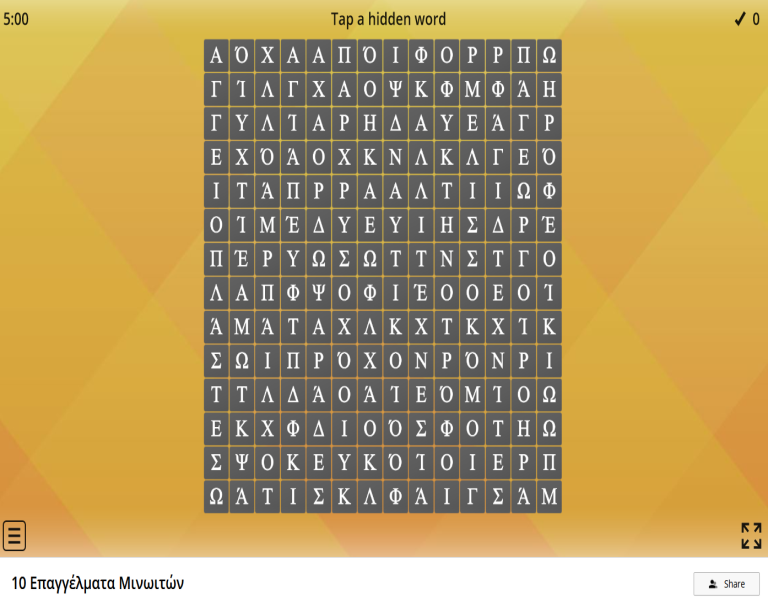 5:00 Tap a hidden word ✓ 0
Α Ό Χ Α Α Π Ό Ι Φ Ο Ρ Ρ Π Ω
Γ Ί Λ Γ Χ Α Ο Ψ Κ Φ Μ Φ Ά Η
Γ Υ Λ Ί Α Ρ Η Δ Α Υ Ε Ά Γ Ρ
Ε Χ Ό Ά Ο Χ Κ Ν Λ Κ Λ Γ Ε Ό
Ι Τ Ά Π Ρ Ρ Α Α Λ Τ Ι Ι Ω Φ
Ο Ί Μ Έ Δ Υ Ε Υ Ι Η Σ Δ Ρ Έ
Π Έ Ρ Υ Ω Σ Ω Τ Τ Ν Σ Τ Γ Ο
Λ Α Π Φ Ψ Ο Φ Ι Έ Ο Ο Ε Ο Ί
Ά Μ Ά Τ Α Χ Λ Κ Χ Τ Κ Χ Ί Κ
Σ Ω Ι Π Ρ Ό Χ Ο Ν Ρ Ό Ν Ρ Ι
Τ Τ Λ Δ Ά Ο Ά Ί Ε Ό Μ Ί Ο Ω
Ε Κ Χ Φ Δ Ι Ο Ό Σ Φ Ο Τ Η Ω
Σ Ψ Ο Κ Ε Υ Κ Ό Ί Ο Ι Ε Ρ Π
Ω Ά Τ Ι Σ Κ Λ Φ Ά Ι Γ Σ Ά Μ
10 Επαγγέλματα Μινωιτών
Share